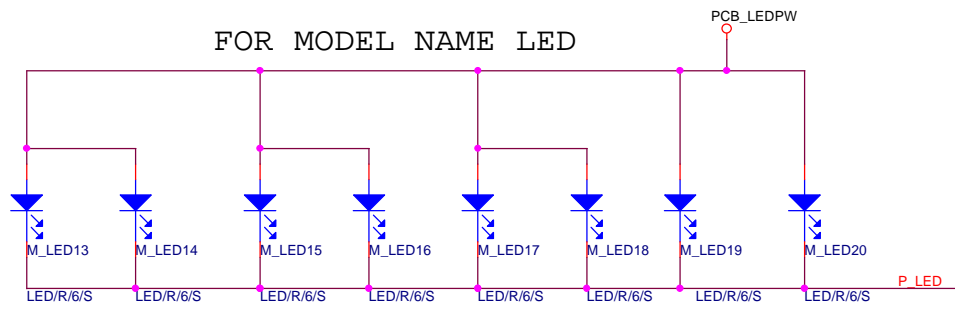 PCB_LEDPW
FOR MODEL NAME LED
M_LED13 M_LED14 M_LED15 M_LED16 M_LED17 M_LED18 M_LED19 M_LED20
P_LED
LED/R/6/S LED/R/6/S LED/R/6/S LED/R/6/S LED/R/6/S LED/R/6/S LED/R/6/S LED/R/6/S